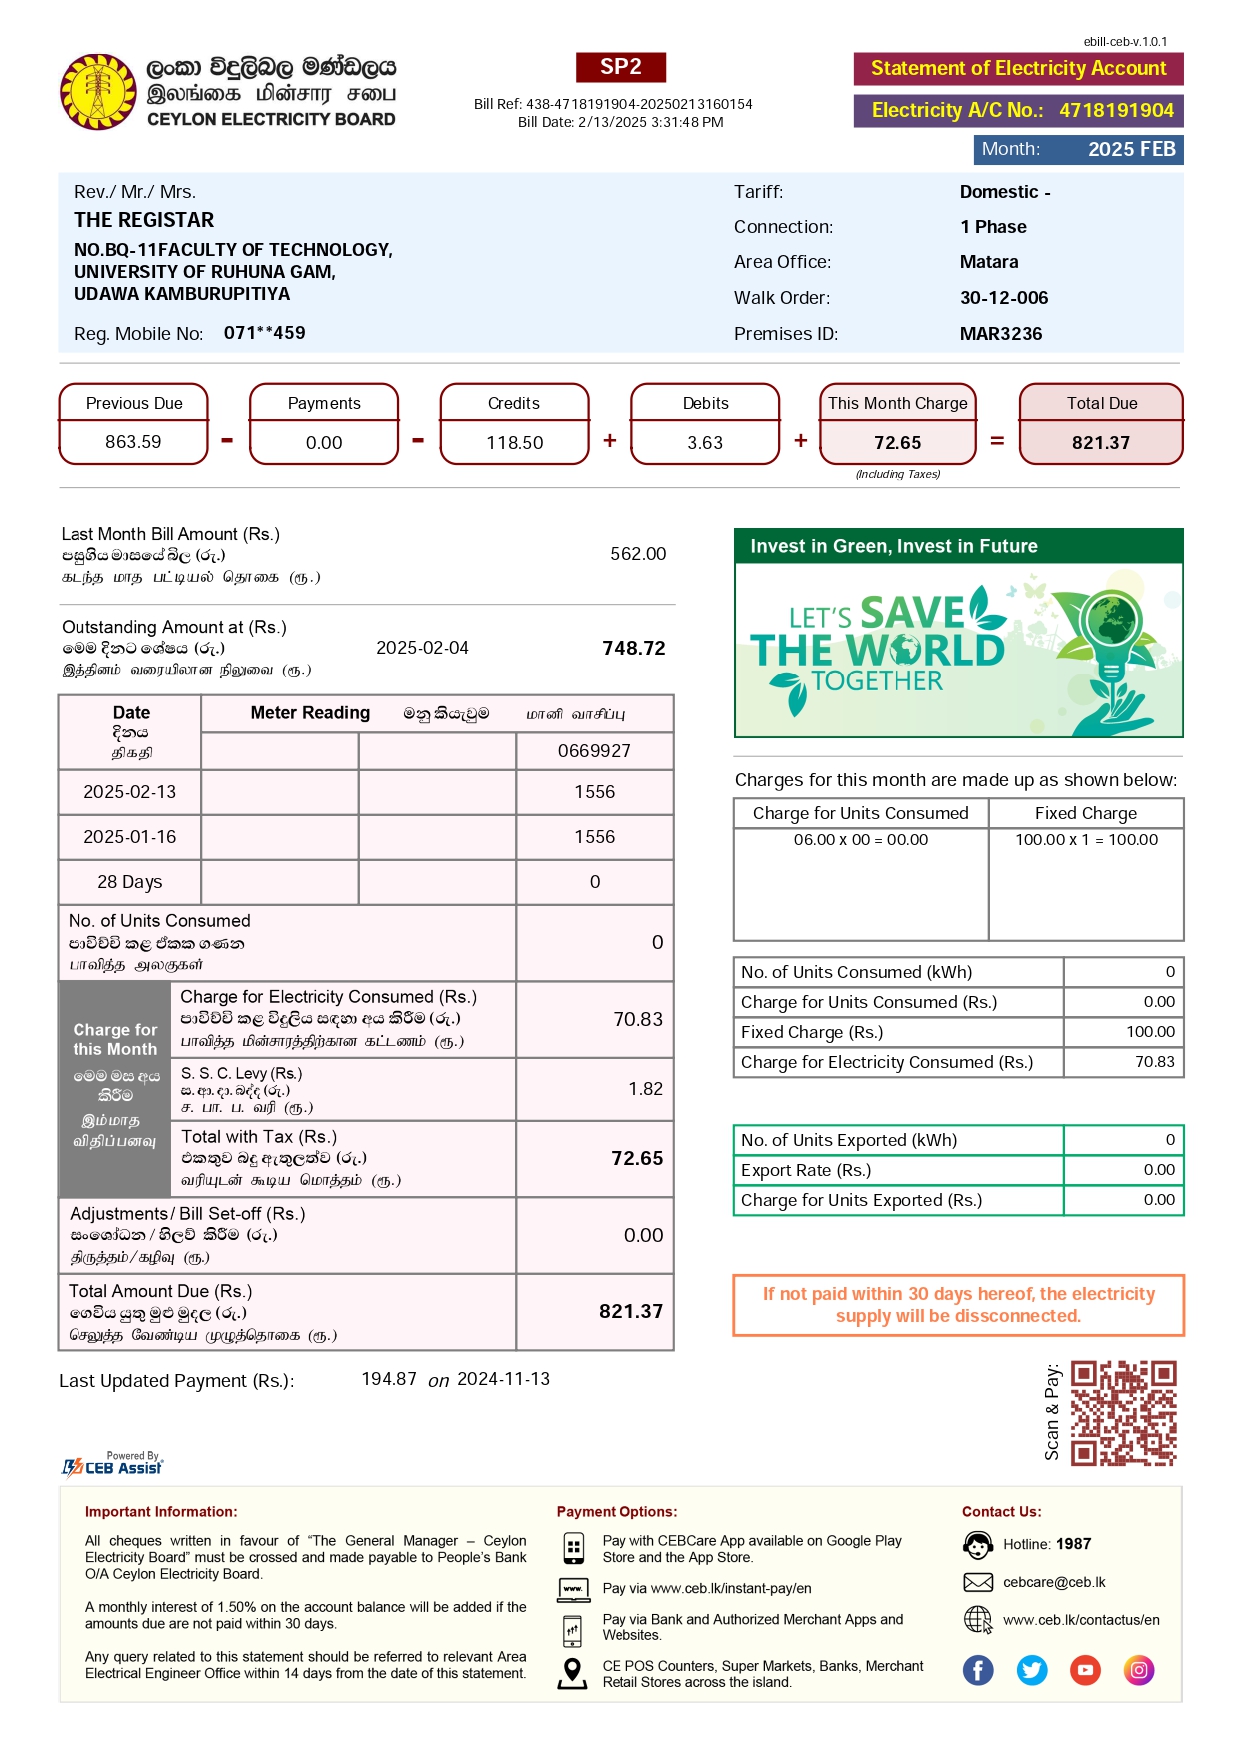 ebill-ceb-v.1.0.1
ලංකා විදුලිබල මණ්ඩලය
இலங்கை மின்சார சபை
CEYLON ELECTRICITY BOARD
SP2
Bill Ref: 438-4718191904-20250213160154
Bill Date: 2/13/2025 3:31:48 PM
Statement of Electricity Account
Electricity A/C No.: 4718191904
Month: 2025 FEB
Rev./ Mr./ Mrs.
THE REGISTAR
NO.BQ-11FACULTY OF TECHNOLOGY,
UNIVERSITY OF RUHUNA GAM,
UDAWA KAMBURUPITIYA
Reg. Mobile No: 071**459
Tariff: Domestic -
Connection: 1 Phase
Area Office: Matara
Walk Order: 30-12-006
Premises ID: MAR3236
Previous Due Payments Credits Debits This Month Charge Total Due
863.59 - 0.00 - 118.50 + 3.63 + 72.65 = 821.37
(Including Taxes)
Last Month Bill Amount (Rs.)
පසුගිය මාසයේ බිල (රු.) 562.00
கடந்த மாத பட்டியல் தொகை (ரூ.)
Outstanding Amount at (Rs.)
මෙම දිනට ශේෂය (රු.) 2025-02-04 748.72
இத்தினம் வரையிலான நிலுவை (ரூ.)
Date
දිනය
திகதி
Meter Reading මනු කියැවුම மானி வாசிப்பு
0669927
2025-02-13 1556
2025-01-16 1556
28 Days 0
No. of Units Consumed
පාවිච්චි කළ ඒකක ගණන 0
பாவித்த அலகுகள்
Charge for
this Month
මෙම මස අය
කිරීම
இம்மாத
விதிப்பனவு
Charge for Electricity Consumed (Rs.)
පාවිච්චි කළ විදුලිය සඳහා අය කිරීම (රු.) 70.83
பாவித்த மின்சாரத்திற்கான கட்டணம் (ரூ.)
S. S. C. Levy (Rs.)
ස. ආ. දා. බද්ද (රු.) 1.82
ச. பா. ப. வரி (ரூ.)
Total with Tax (Rs.)
එකතුව බදු ඇතුලත්ව (රු.) 72.65
வரியுடன் கூடிய மொத்தம் (ரூ.)
Adjustments / Bill Set-off (Rs.)
සංශෝධන / හිලව් කිරීම (රු.) 0.00
திருத்தம்/கழிவு (ரூ.)
Total Amount Due (Rs.)
ගෙවිය යුතු මුළු මුදල (රු.) 821.37
செலுத்த வேண்டிய முழுத்தொகை (ரூ.)
Last Updated Payment (Rs.): 194.87 on 2024-11-13
Invest in Green, Invest in Future
LET'S SAVE
THE WORLD
TOGETHER
Charges for this month are made up as shown below:
Charge for Units Consumed Fixed Charge
06.00 x 00 = 00.00 100.00 x 1 = 100.00
No. of Units Consumed (kWh) 0
Charge for Units Consumed (Rs.) 0.00
Fixed Charge (Rs.) 100.00
Charge for Electricity Consumed (Rs.) 70.83
No. of Units Exported (kWh) 0
Export Rate (Rs.) 0.00
Charge for Units Exported (Rs.) 0.00
If not paid within 30 days hereof, the electricity
supply will be dissconnected.
Scan & Pay:
Powered By
CEB Assist
Important Information:
All cheques written in favour of “The General Manager – Ceylon
Electricity Board” must be crossed and made payable to People’s Bank
O/A Ceylon Electricity Board.
A monthly interest of 1.50% on the account balance will be added if the
amounts due are not paid within 30 days.
Any query related to this statement should be referred to relevant Area
Electrical Engineer Office within 14 days from the date of this statement.
Payment Options:
Pay with CEBCare App available on Google Play
Store and the App Store.
www.
Pay via www.ceb.lk/instant-pay/en
Pay via Bank and Authorized Merchant Apps and
Websites.
CE POS Counters, Super Markets, Banks, Merchant
Retail Stores across the island.
Contact Us:
Hotline: 1987
cebcare@ceb.lk
www.ceb.lk/contactus/en